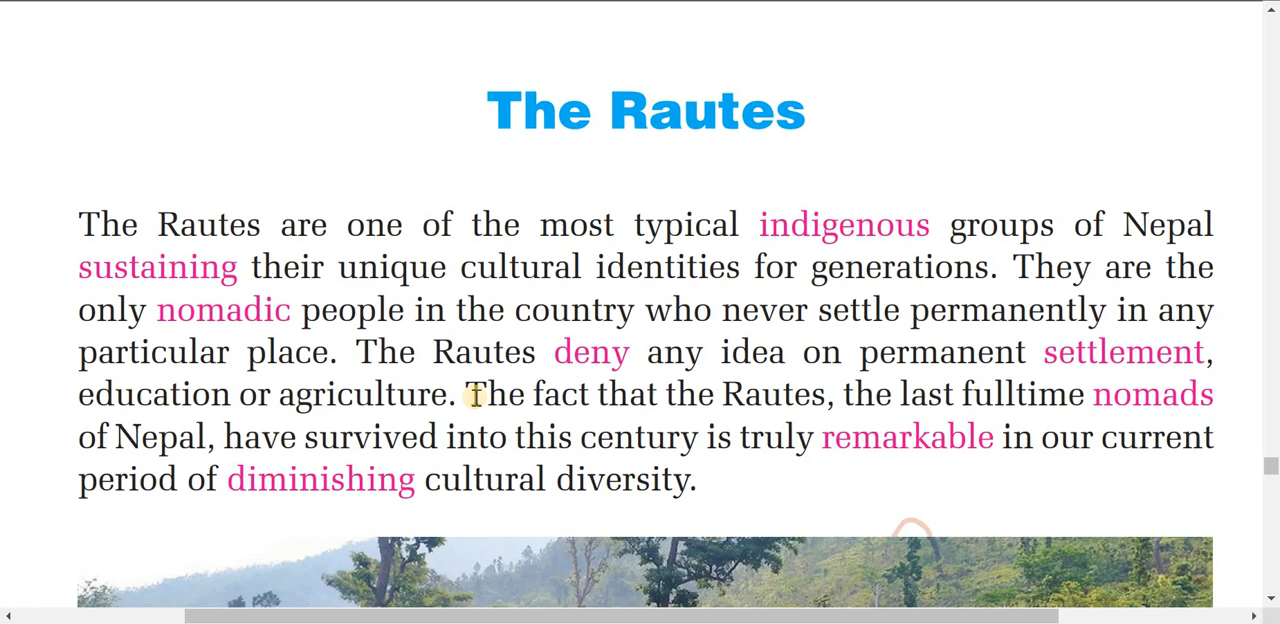 The Rautes
The Rautes are one of the most typical indigenous groups of Nepal
sustaining their unique cultural identities for generations. They are the
only nomadic people in the country who never settle permanently in any
particular place. The Rautes deny any idea on permanent settlement,
education or agriculture. The fact that the Rautes, the last fulltime nomads
of Nepal, have survived into this century is truly remarkable in our current
period of diminishing cultural diversity.